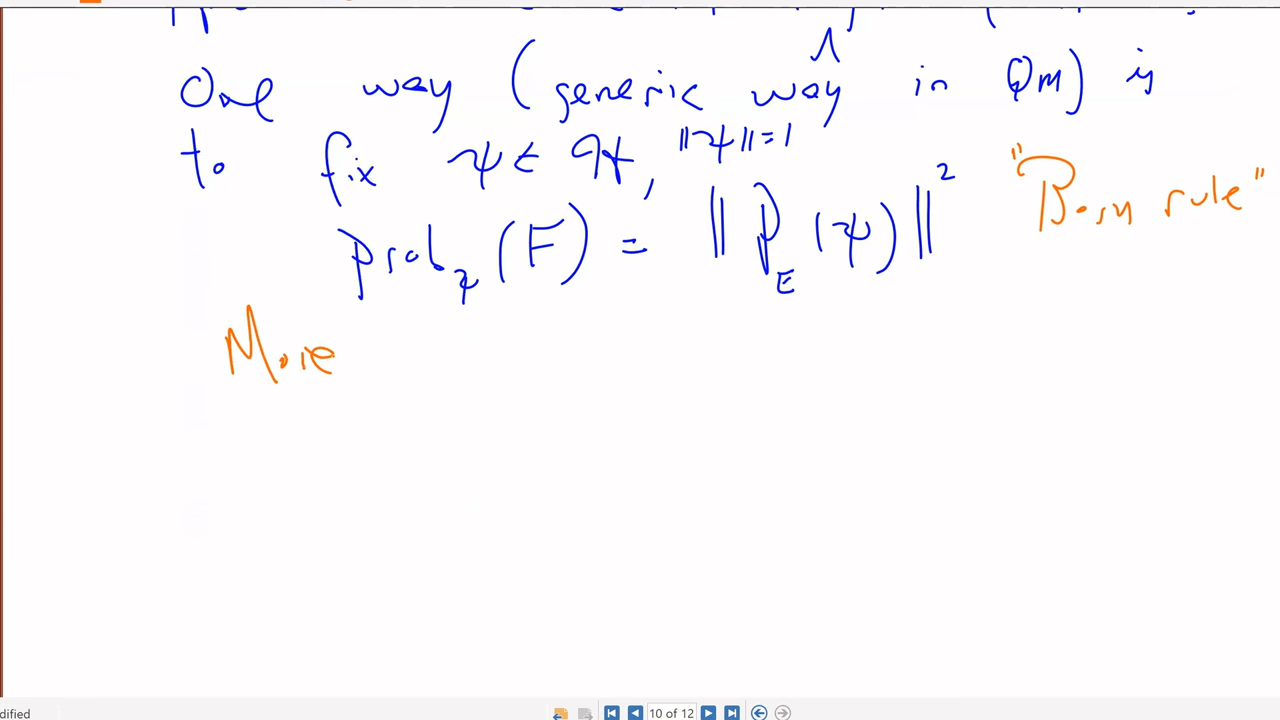 One way (generic way in QM) is
to fix ψ ∈ ℋ, ||ψ||=1
"Born rule"
prob_ψ (F) = || P_E (ψ) ||²
More
dified
10 of 12